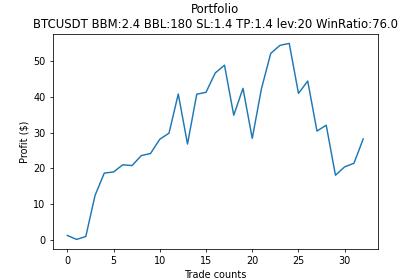 Portfolio
BTCUSDT BBM:2.4 BBL:180 SL:1.4 TP:1.4 lev:20 WinRatio:76.0
50
40
30
20
10
0
Profit ($)
0 5 10 15 20 25 30
Trade counts